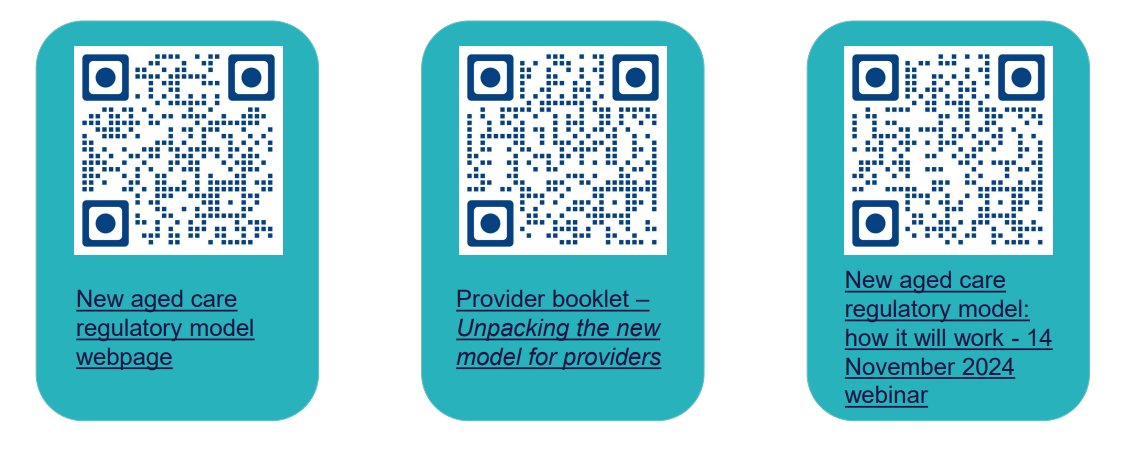 New aged care
regulatory model
webpage
Provider booklet –
Unpacking the new
model for providers
New aged care
regulatory model:
how it will work - 14
November 2024
webinar